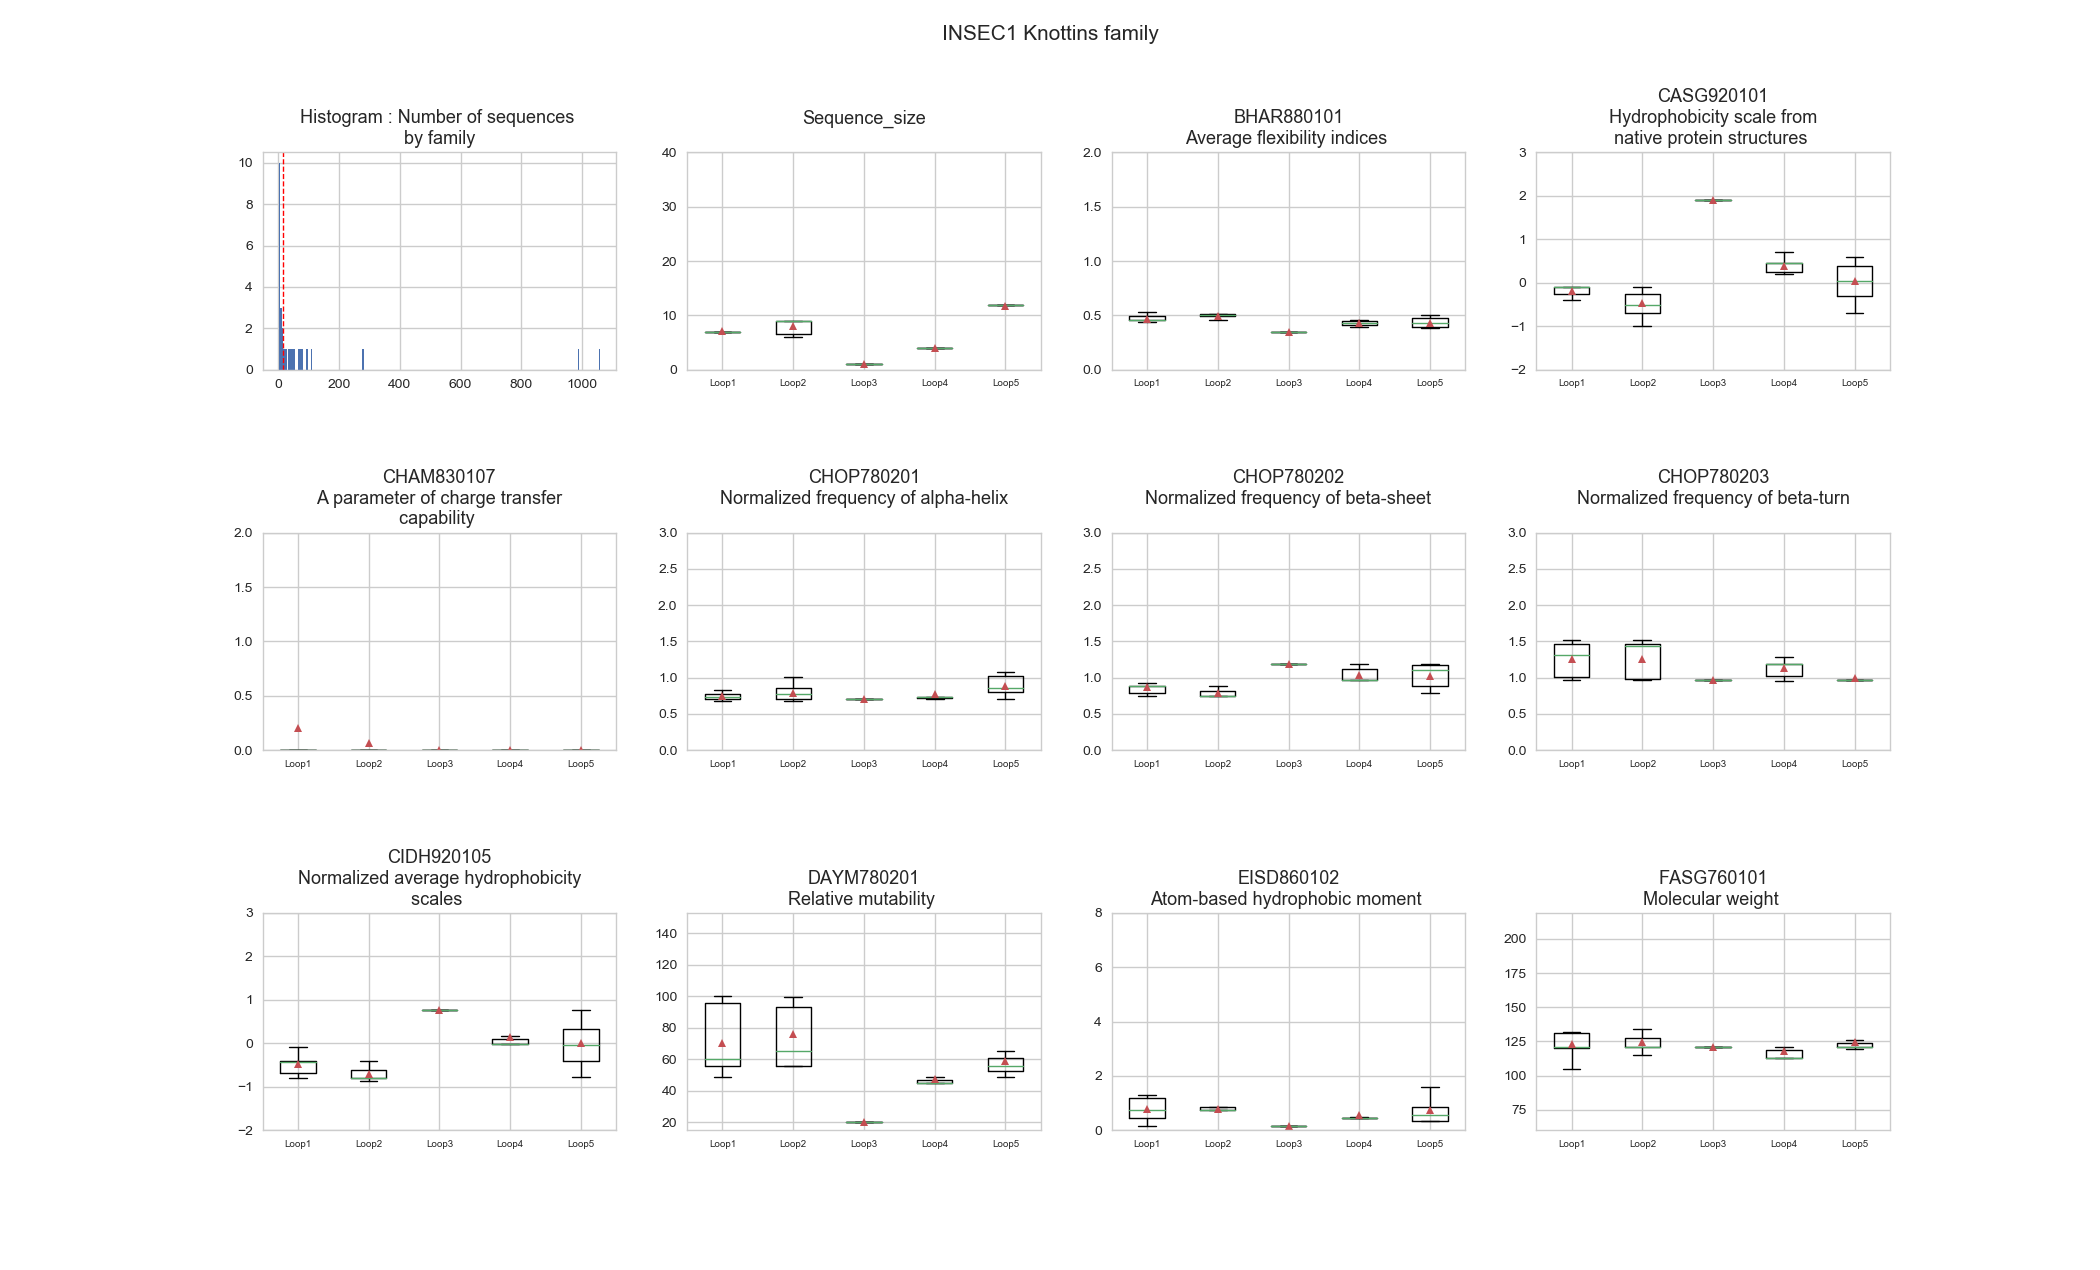 INSEC1 Knottins family
Histogram : Number of sequences
by family
10
8
6
4
2
0
0 200 400 600 800 1000
Sequence_size
40
30
20
10
0
Loop1 Loop2 Loop3 Loop4 Loop5
BHAR880101
Average flexibility indices
2.0
1.5
1.0
0.5
0.0
Loop1 Loop2 Loop3 Loop4 Loop5
CASG920101
Hydrophobicity scale from
native protein structures
3
2
1
0
−1
−2
Loop1 Loop2 Loop3 Loop4 Loop5
CHAM830107
A parameter of charge transfer
capability
2.0
1.5
1.0
0.5
0.0
Loop1 Loop2 Loop3 Loop4 Loop5
CHOP780201
Normalized frequency of alpha-helix
3.0
2.5
2.0
1.5
1.0
0.5
0.0
Loop1 Loop2 Loop3 Loop4 Loop5
CHOP780202
Normalized frequency of beta-sheet
3.0
2.5
2.0
1.5
1.0
0.5
0.0
Loop1 Loop2 Loop3 Loop4 Loop5
CHOP780203
Normalized frequency of beta-turn
3.0
2.5
2.0
1.5
1.0
0.5
0.0
Loop1 Loop2 Loop3 Loop4 Loop5
CIDH920105
Normalized average hydrophobicity
scales
3
2
1
0
−1
−2
Loop1 Loop2 Loop3 Loop4 Loop5
DAYM780201
Relative mutability
140
120
100
80
60
40
20
Loop1 Loop2 Loop3 Loop4 Loop5
EISD860102
Atom-based hydrophobic moment
8
6
4
2
0
Loop1 Loop2 Loop3 Loop4 Loop5
FASG760101
Molecular weight
200
175
150
125
100
75
Loop1 Loop2 Loop3 Loop4 Loop5